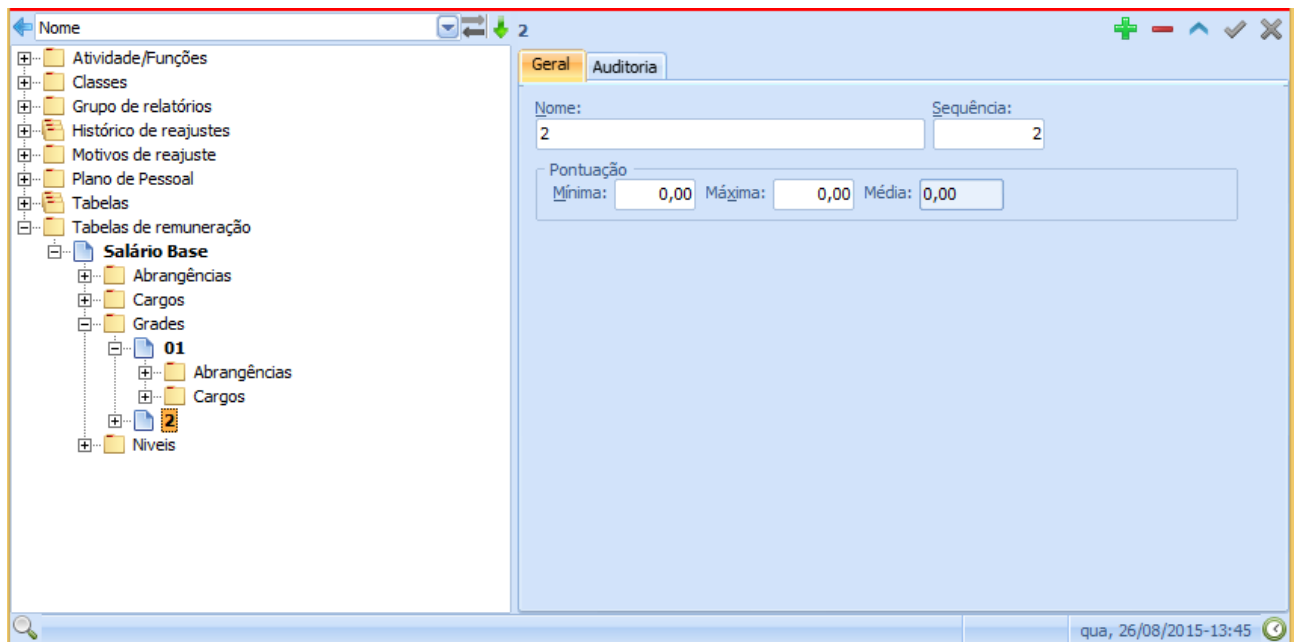 Nome
2
Atividade/Funções
Classes
Grupo de relatórios
Histórico de reajustes
Motivos de reajuste
Plano de Pessoal
Tabelas
Tabelas de remuneração
Salário Base
Abrangências
Cargos
Grades
01
Abrangências
Cargos
2
Niveis
Geral Auditoria
Nome: Sequência:
2 2
Pontuação
Mínima: 0,00 Máxima: 0,00 Média: 0,00
qua, 26/08/2015-13:45